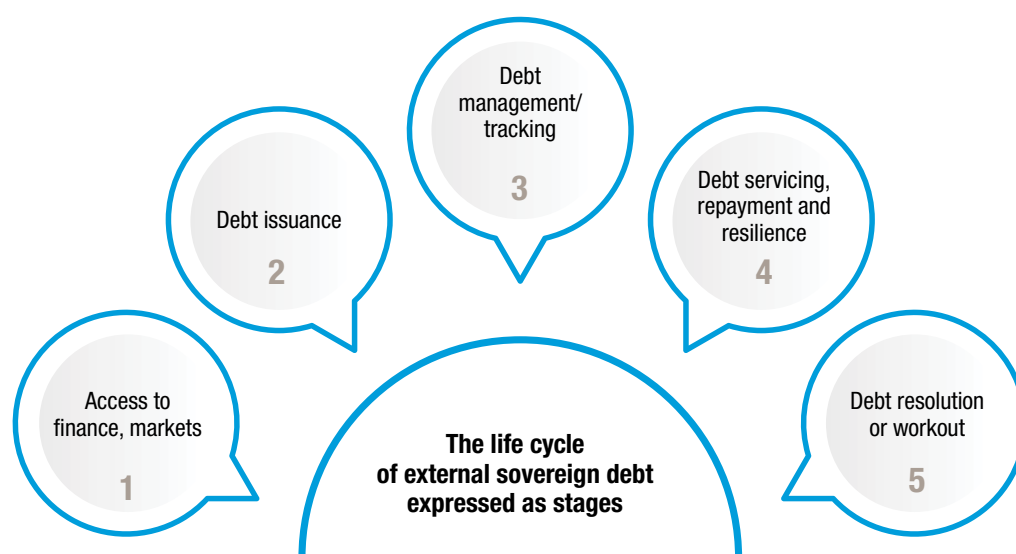 Access to
finance, markets
1
Debt issuance
2
Debt
management/
tracking
3
Debt servicing,
repayment and
resilience
4
Debt resolution
or workout
5
The life cycle
of external sovereign debt
expressed as stages